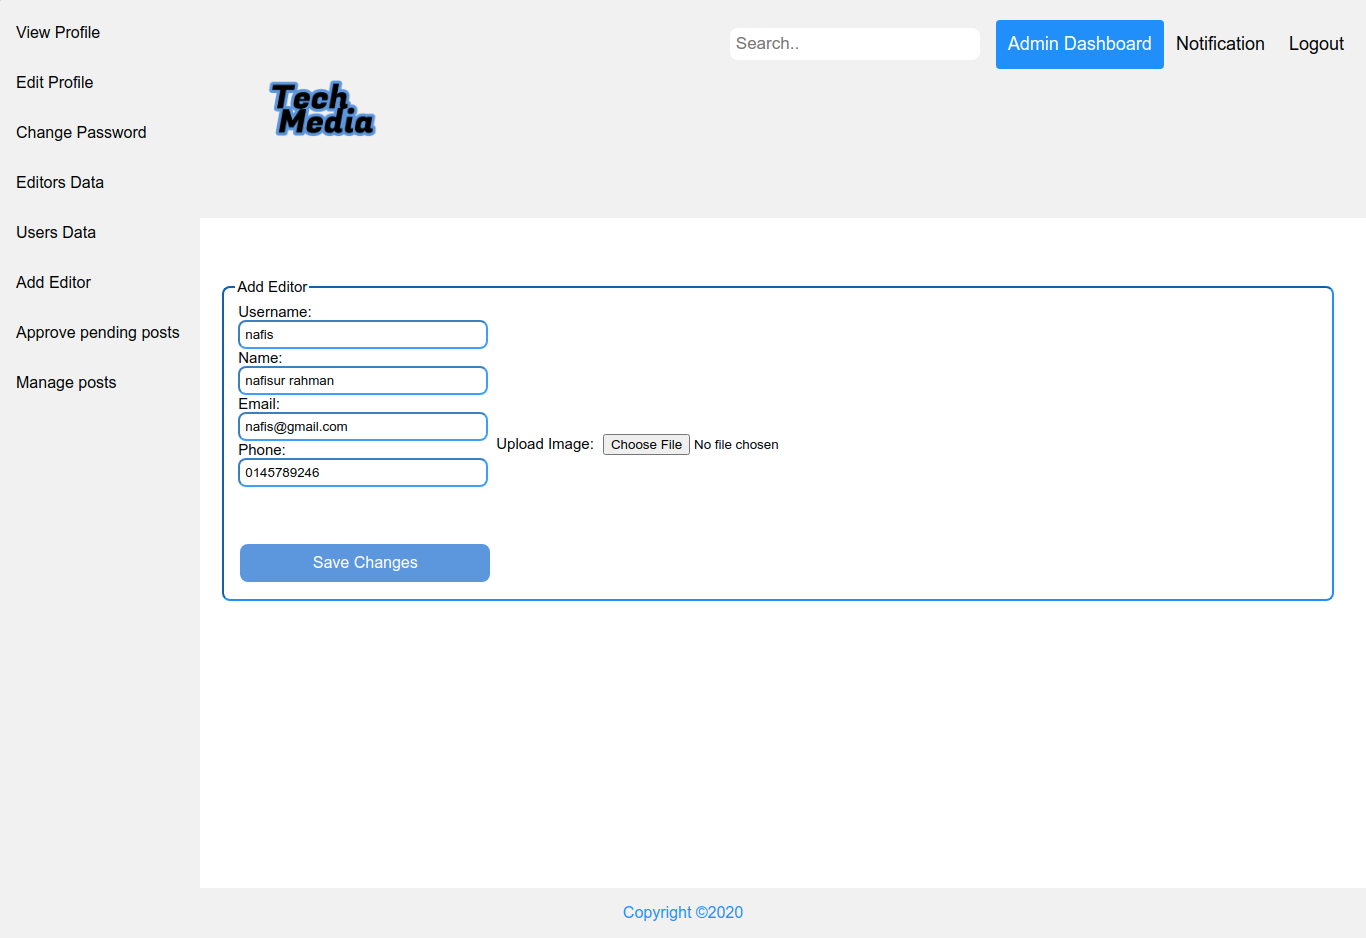 View Profile
Edit Profile
Change Password
Editors Data
Users Data
Add Editor
Approve pending posts
Manage posts
Search..
Admin Dashboard
Notification
Logout
Tech
Media
Add Editor
Username:
nafis
Name:
nafisur rahman
Email:
nafis@gmail.com
Phone:
0145789246
Upload Image: Choose File No file chosen
Save Changes
Copyright ©2020